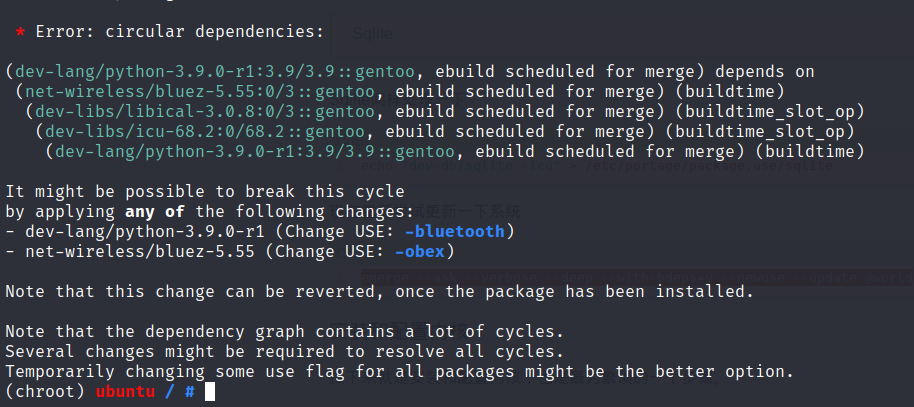 * Error: circular dependencies:
Sqlite
(dev-lang/python-3.9.0-r1:3.9/3.9::gentoo, ebuild scheduled for merge) depends on
(net-wireless/bluez-5.55:0/3::gentoo, ebuild scheduled for merge) (buildtime)
(dev-libs/libical-3.0.8:0/3::gentoo, ebuild scheduled for merge) (buildtime_slot_op)
(dev-libs/icu-68.2:0/68.2::gentoo, ebuild scheduled for merge) (buildtime_slot_op)
(dev-lang/python-3.9.0-r1:3.9/3.9::gentoo, ebuild scheduled for merge) (buildtime)
It might be possible to break this cycle
by applying any of the following changes:
- dev-lang/python-3.9.0-r1 (Change USE: -bluetooth)
- net-wireless/bluez-5.55 (Change USE: -obex)
Note that this change can be reverted, once the package has been installed.
Note that the dependency graph contains a lot of cycles.
Several changes might be required to resolve all cycles.
Temporarily changing some use flag for all packages might be the better option.
(chroot) ubuntu / #